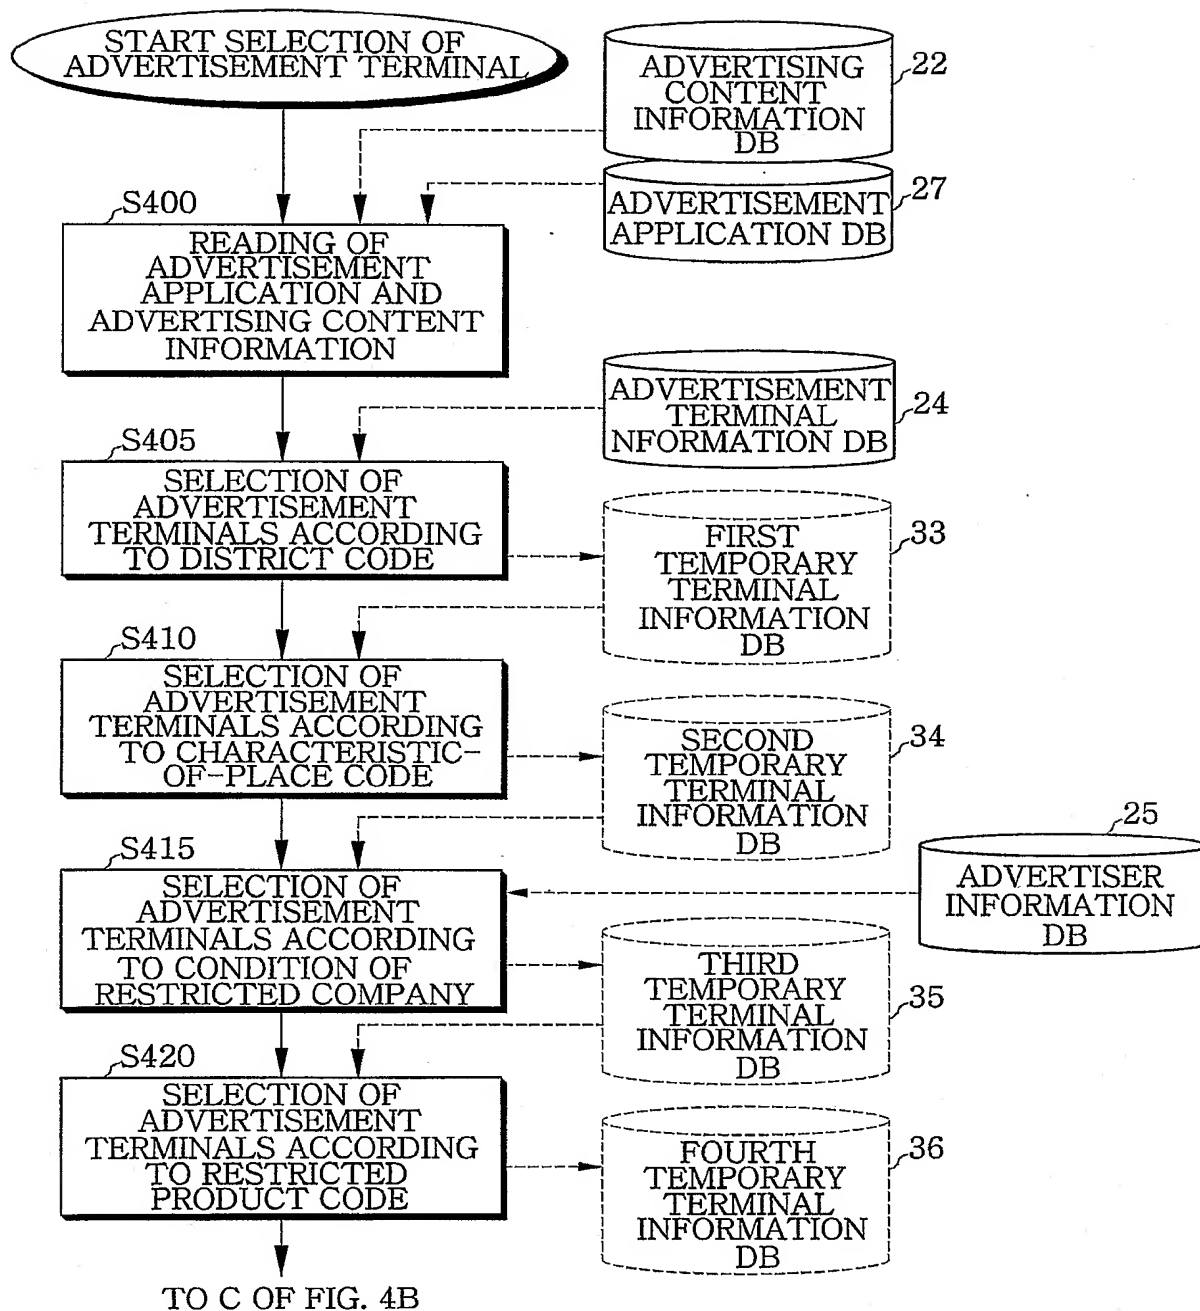 START SELECTION OF
ADVERTISEMENT TERMINAL
ADVERTISING
CONTENT
INFORMATION
DB
22
ADVERTISEMENT
APPLICATION DB
27
S400
READING OF
ADVERTISEMENT
APPLICATION AND
ADVERTISING CONTENT
INFORMATION
ADVERTISEMENT
TERMINAL
NFORMATION DB
24
S405
SELECTION OF
ADVERTISEMENT
TERMINALS ACCORDING
TO DISTRICT CODE
FIRST
TEMPORARY
TERMINAL
INFORMATION
DB
33
S410
SELECTION OF
ADVERTISEMENT
TERMINALS ACCORDING
TO CHARACTERISTIC-
OF-PLACE CODE
SECOND
TEMPORARY
TERMINAL
INFORMATION
DB
34
S415
SELECTION OF
ADVERTISEMENT
TERMINALS ACCORDING
TO CONDITION OF
RESTRICTED COMPANY
25
ADVERTISER
INFORMATION
DB
THIRD
TEMPORARY
TERMINAL
INFORMATION
DB
35
S420
SELECTION OF
ADVERTISEMENT
TERMINALS ACCORDING
TO RESTRICTED
PRODUCT CODE
FOURTH
TEMPORARY
TERMINAL
INFORMATION
DB
36
TO C OF FIG. 4B